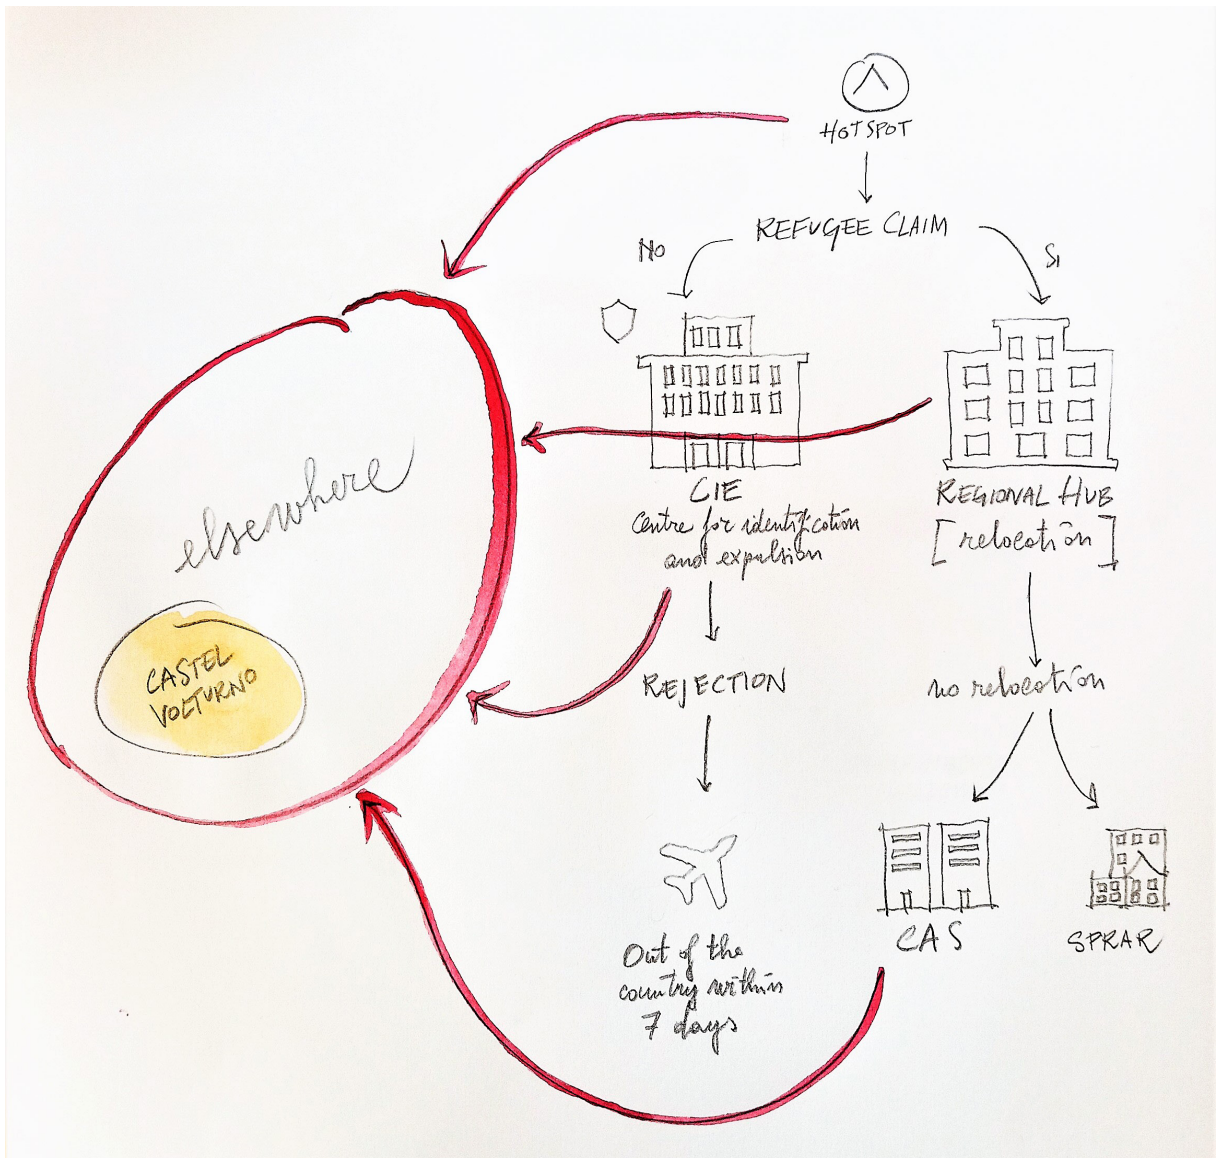 HOTSPOT
REFUGEE CLAIM
No
Si
elsewhere
CASTEL
VOLTURNO
CIE
Centre for identification
and expulsion
REGIONAL HUB
[relocation]
REJECTION
no relocation
Out of the
country within
7 days
CAS
SPRAR